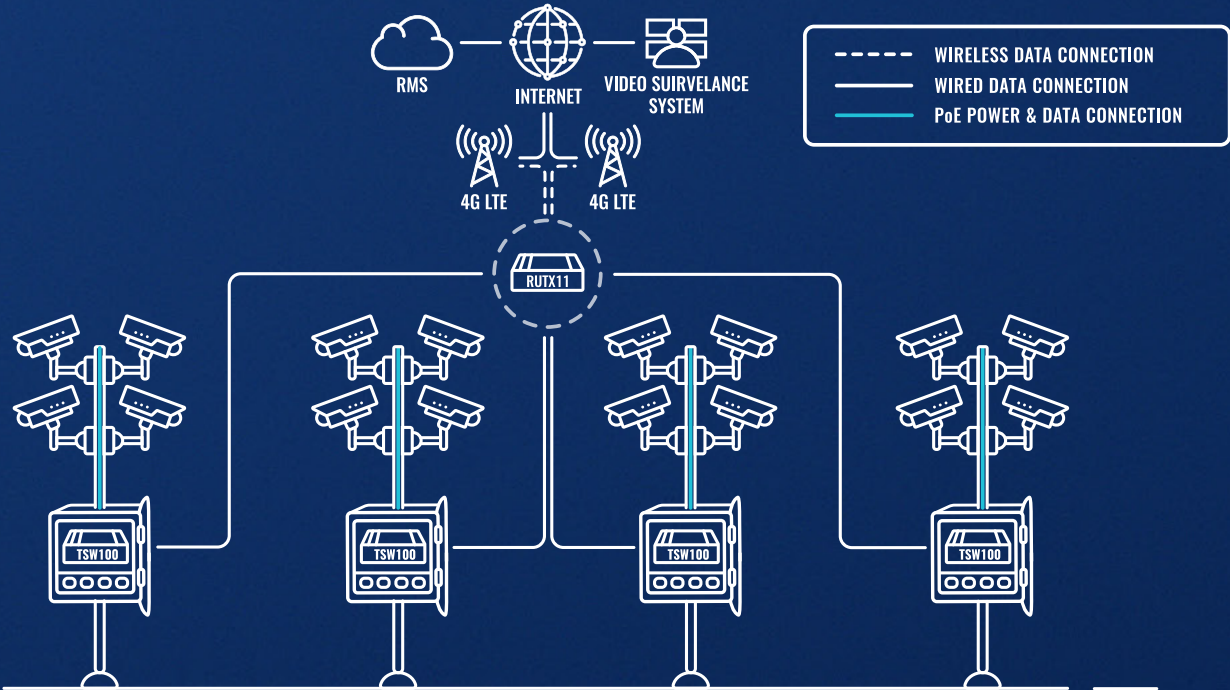 WIRELESS DATA CONNECTION
WIRED DATA CONNECTION
PoE POWER & DATA CONNECTION
RMS
INTERNET
VIDEO SUIRVELANCE
SYSTEM
4G LTE
4G LTE
RUTX11
TSW100
TSW100
TSW100
TSW100